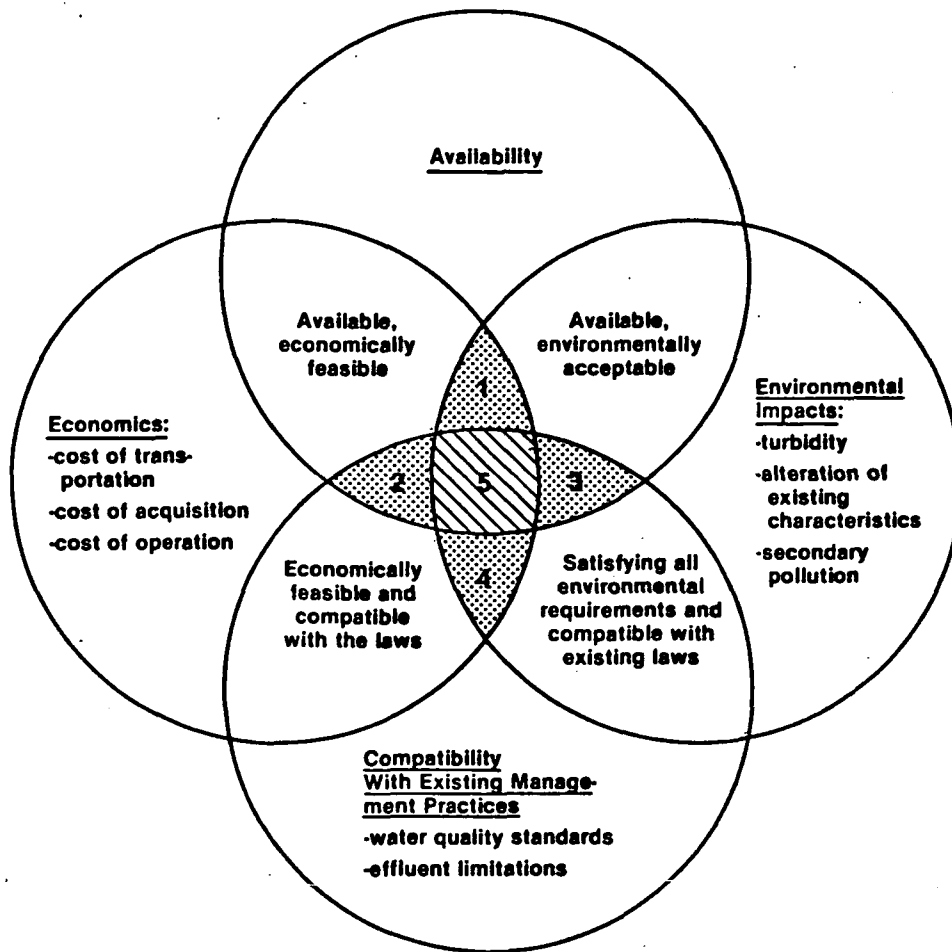 Availability
Available,
economically
feasible
Available,
environmentally
acceptable
1
Economics:
-cost of trans-
portation
-cost of acquisition
-cost of operation
Environmental
Impacts:
-turbidity
-alteration of
existing
characteristics
-secondary
pollution
2
5
3
4
Economically
feasible and
compatible
with the laws
Satisfying all
environmental
requirements and
compatible with
existing laws
Compatibility
With Existing Manage-
ment Practices
-water quality standards
-effluent limitations